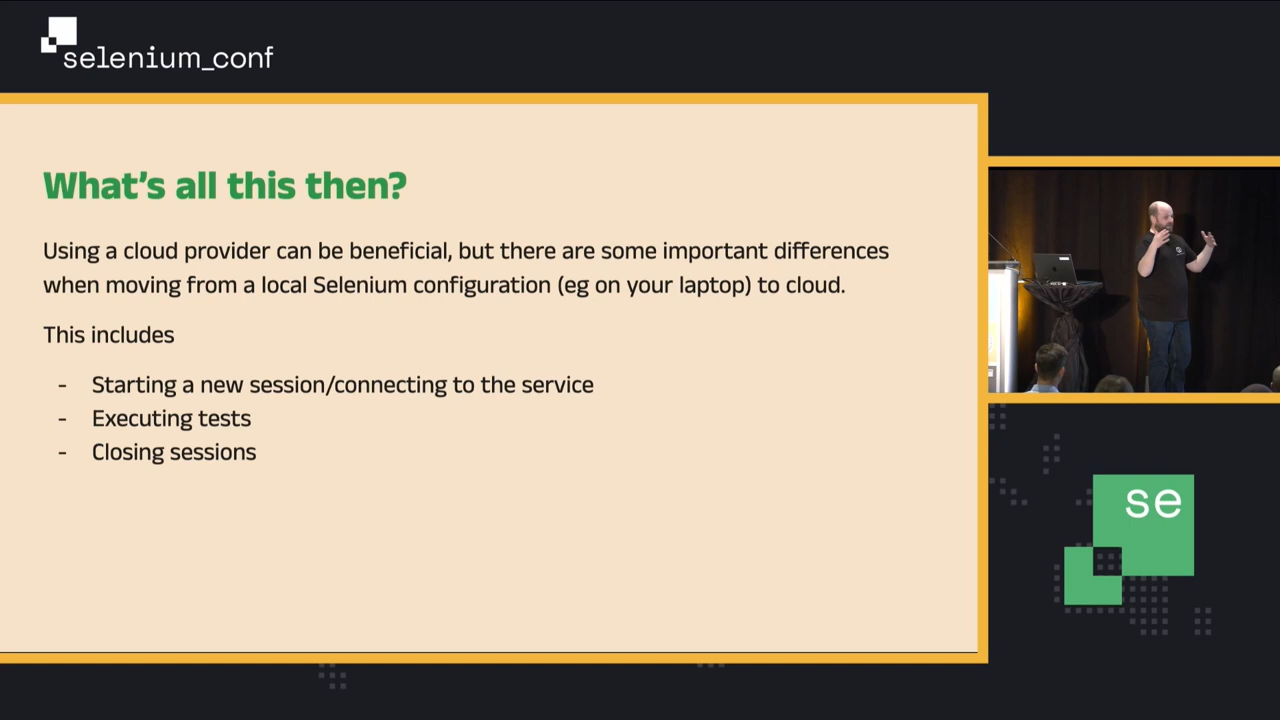 selenium_conf
What's all this then?
Using a cloud provider can be beneficial, but there are some important differences
when moving from a local Selenium configuration (eg on your laptop) to cloud.
This includes
- Starting a new session/connecting to the service
- Executing tests
- Closing sessions
se